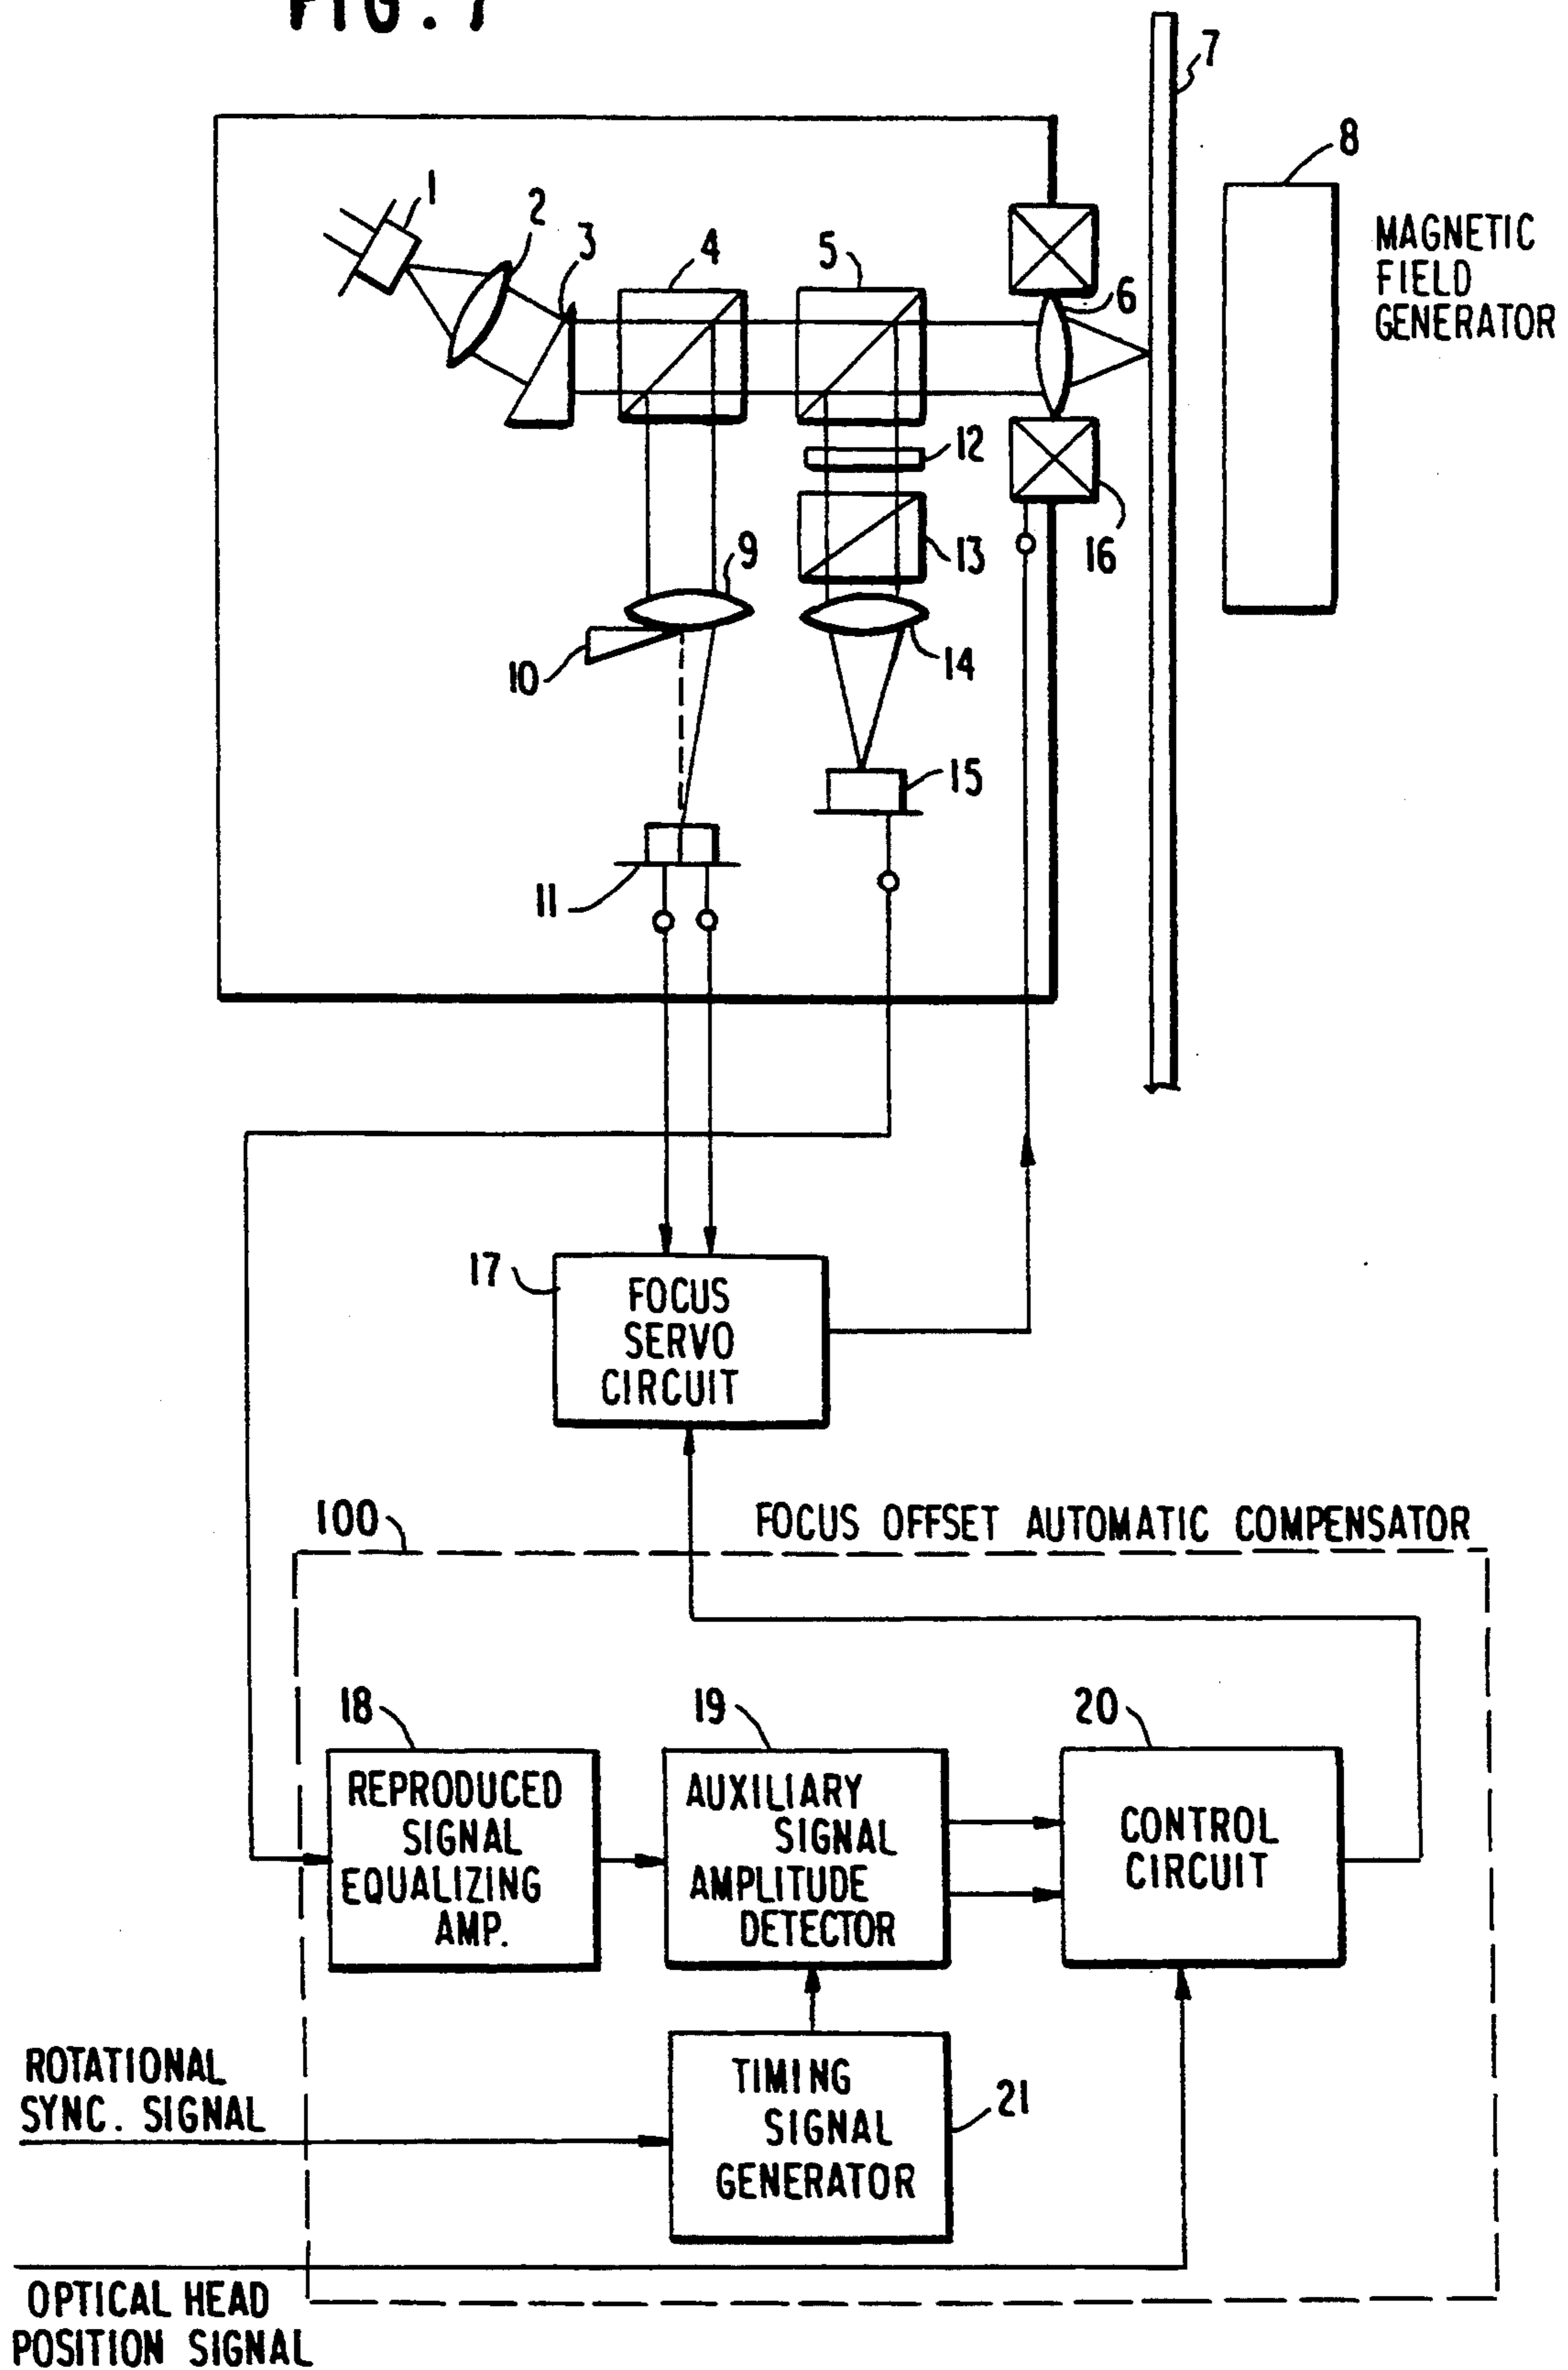 FIG. 7
7
8
MAGNETIC
FIELD
GENERATOR
1
2
3
4
5
6
12
13
16
9
10
14
15
11
17
FOCUS
SERVO
CIRCUIT
100
FOCUS OFFSET AUTOMATIC COMPENSATOR
18
19
20
REPRODUCED
SIGNAL
EQUALIZING
AMP.
AUXILIARY
SIGNAL
AMPLITUDE
DETECTOR
CONTROL
CIRCUIT
ROTATIONAL
SYNC. SIGNAL
TIMING
SIGNAL
GENERATOR
21
OPTICAL HEAD
POSITION SIGNAL